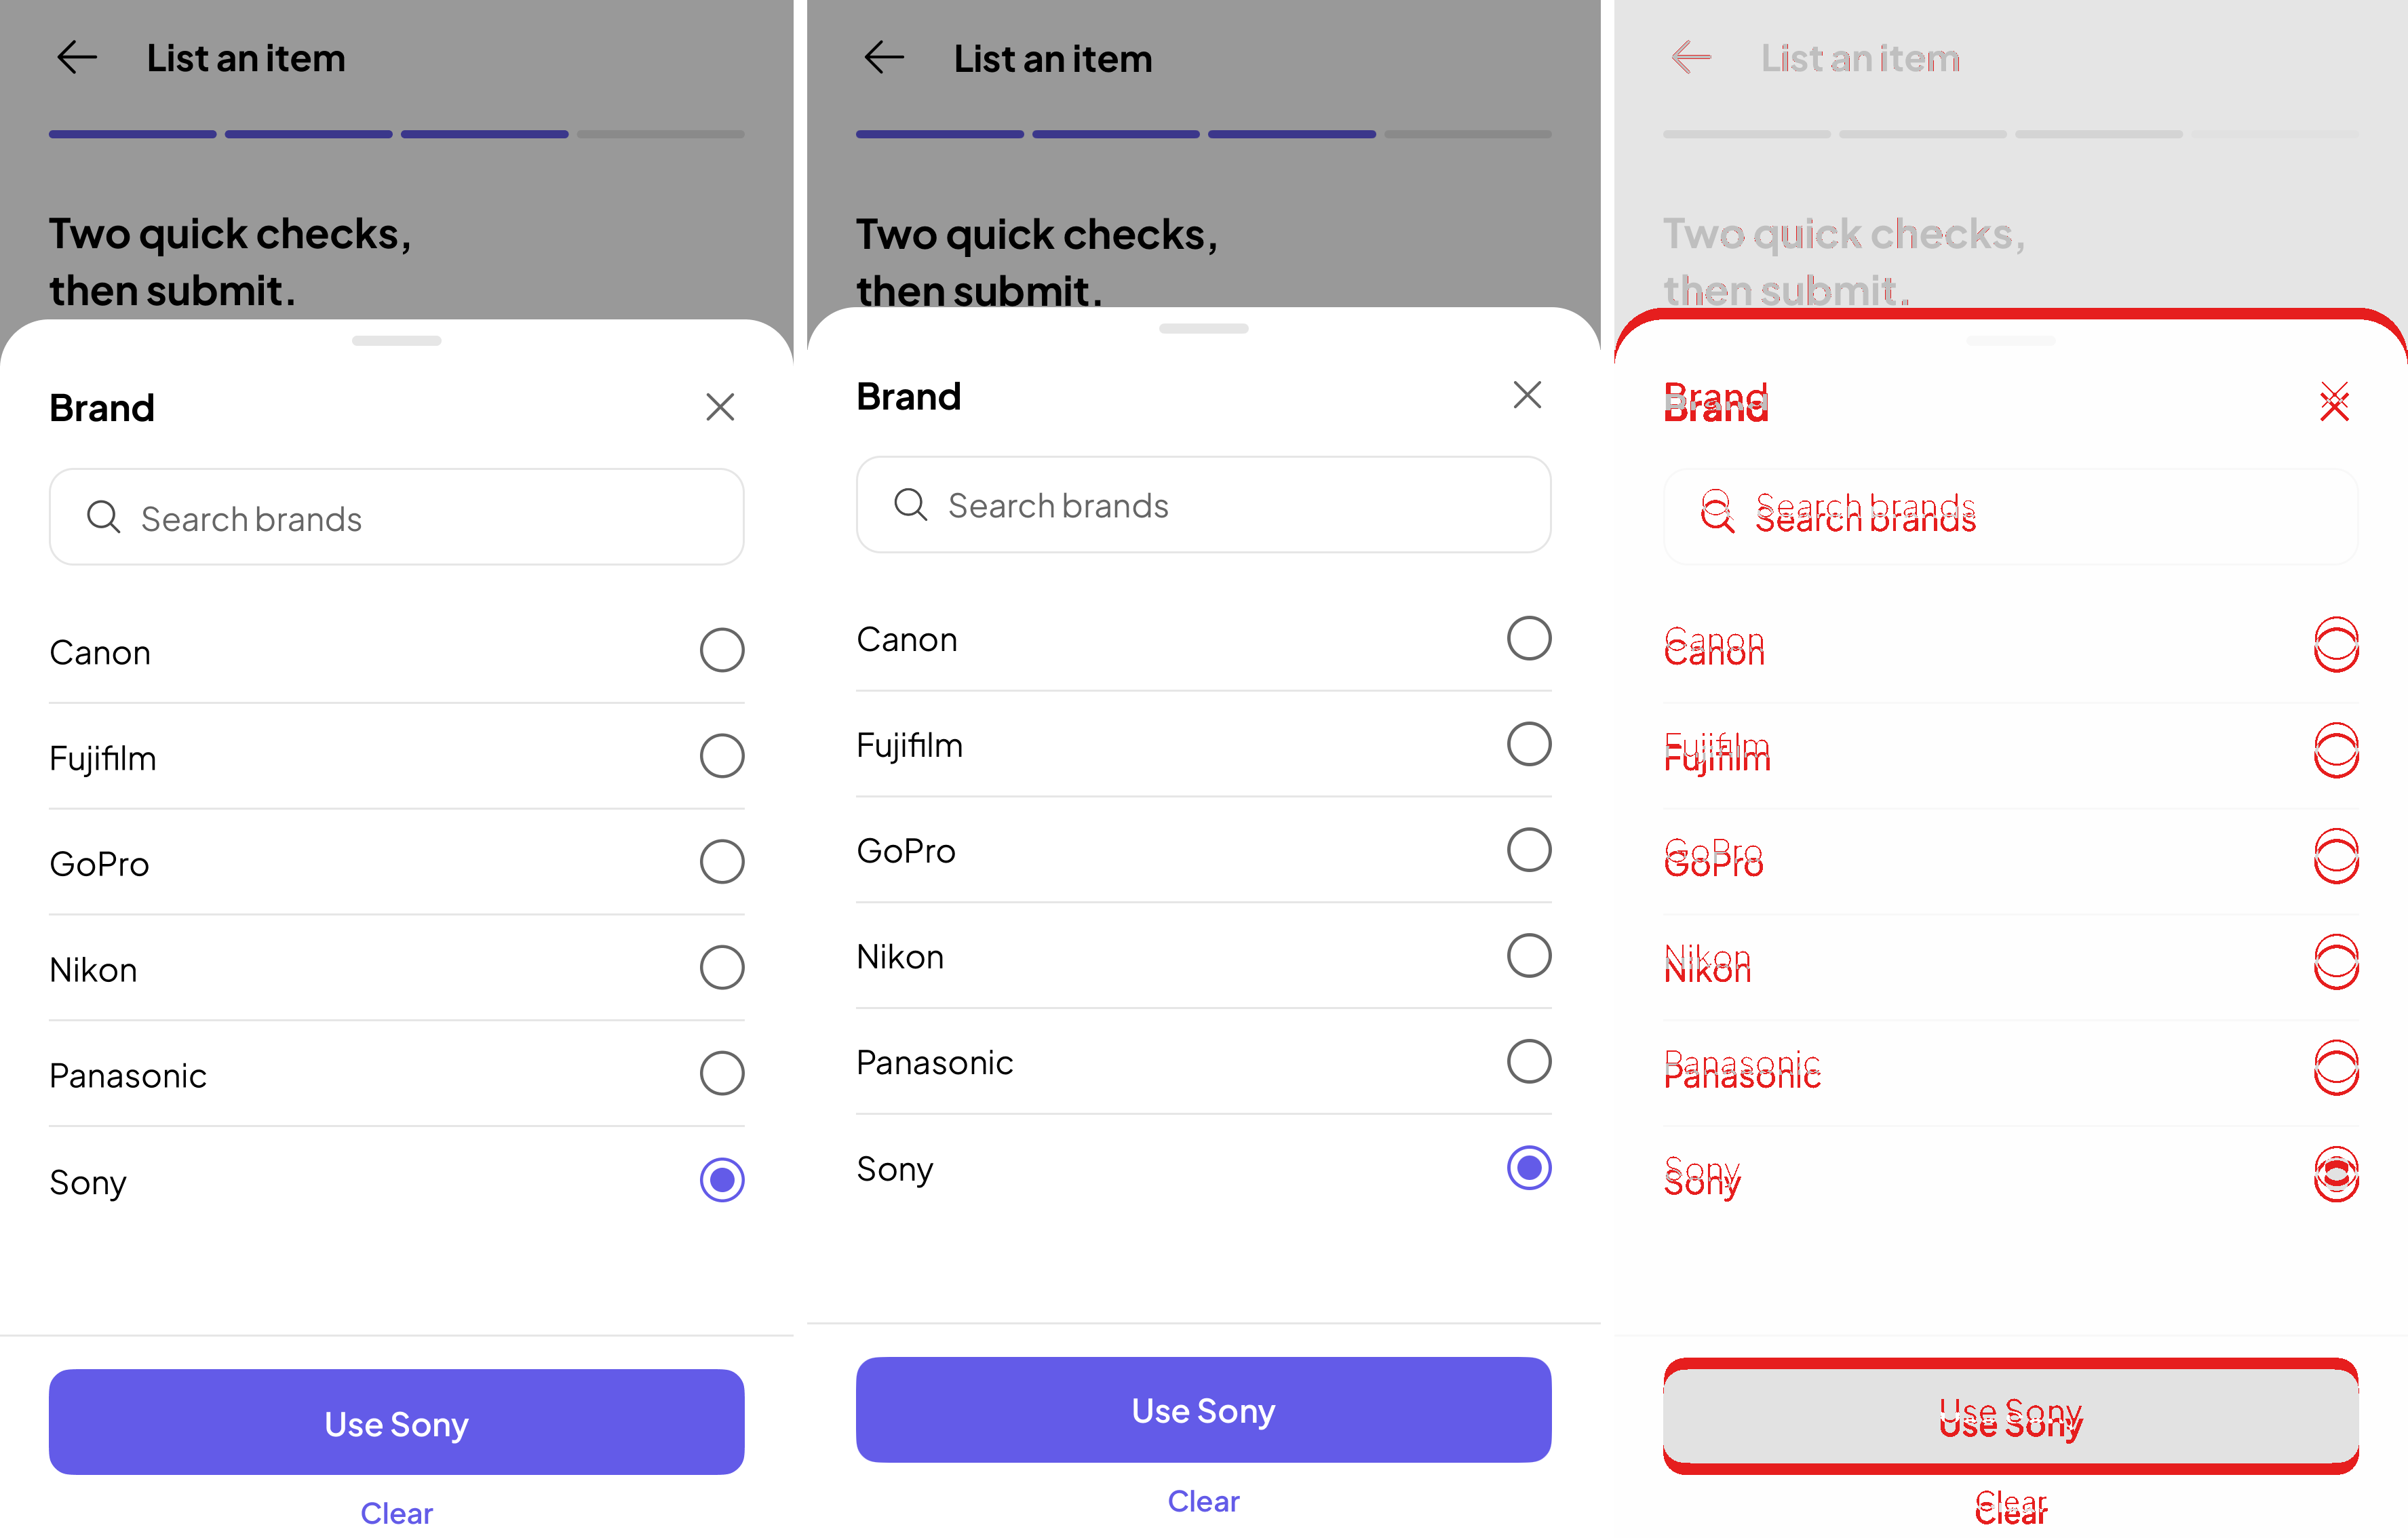 List an item
Two quick checks,
then submit.
Brand
Search brands
Canon
Fujifilm
GoPro
Nikon
Panasonic
Sony
Use Sony
Clear
List an item
Two quick checks,
then submit.
Brand
Search brands
Canon
Fujifilm
GoPro
Nikon
Panasonic
Sony
Use Sony
Clear
List an item
Two quick checks,
then submit.
Brand
Search brands
Canon
Fujifilm
GoPro
Nikon
Panasonic
Sony
Use Sony
Clear